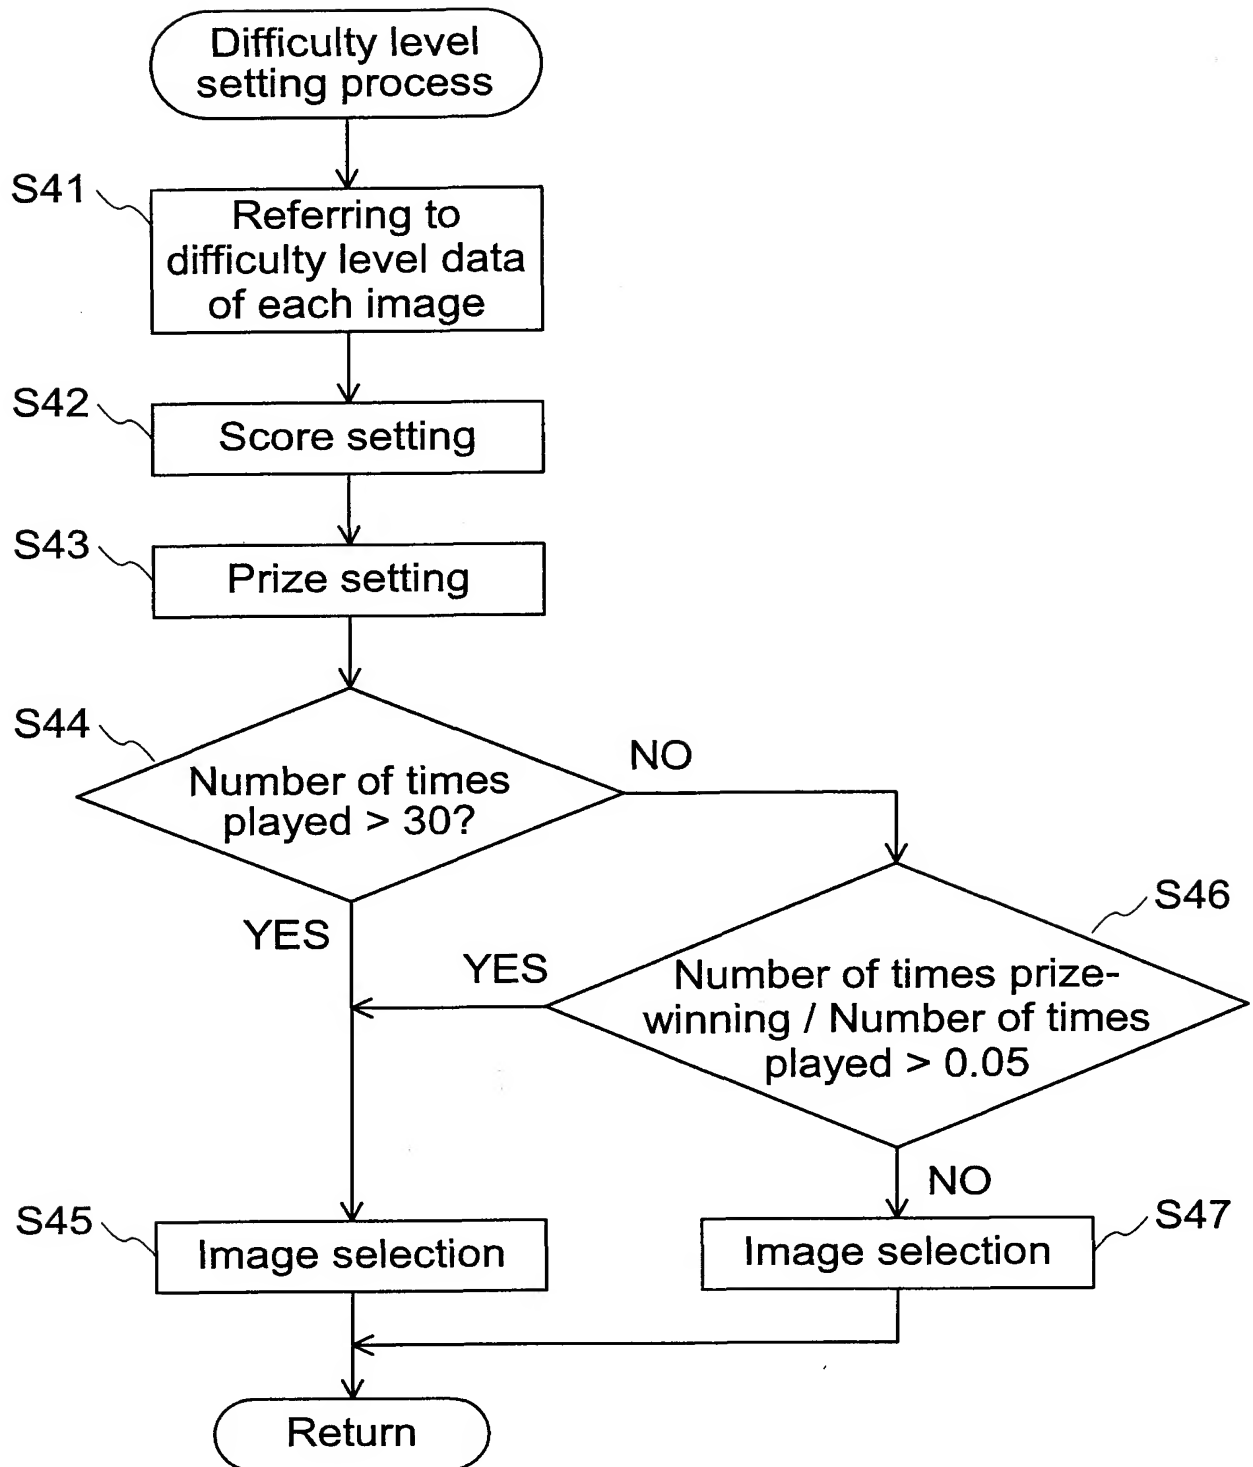 Difficulty level
setting process
S41
Referring to
difficulty level data
of each image
S42
Score setting
S43
Prize setting
S44
Number of times
played > 30?
NO
YES
S46
Number of times prize-
winning / Number of times
played > 0.05
YES
NO
S45
Image selection
S47
Image selection
Return